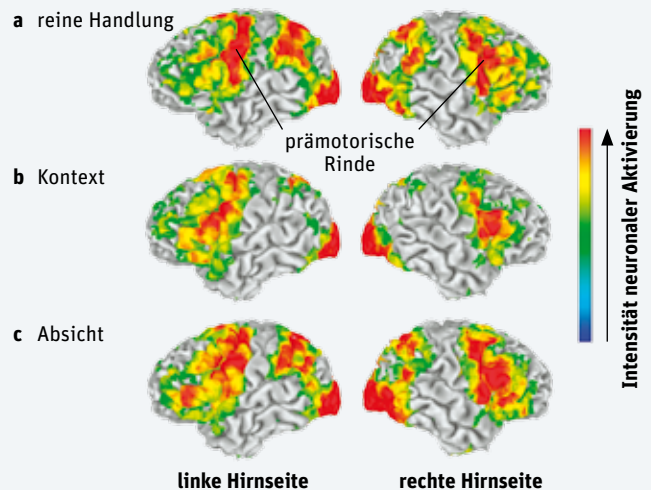 a reine Handlung
prämotorische
Rinde
b Kontext
c Absicht
linke Hirnseite
rechte Hirnseite
Intensität neuronaler Aktivierung